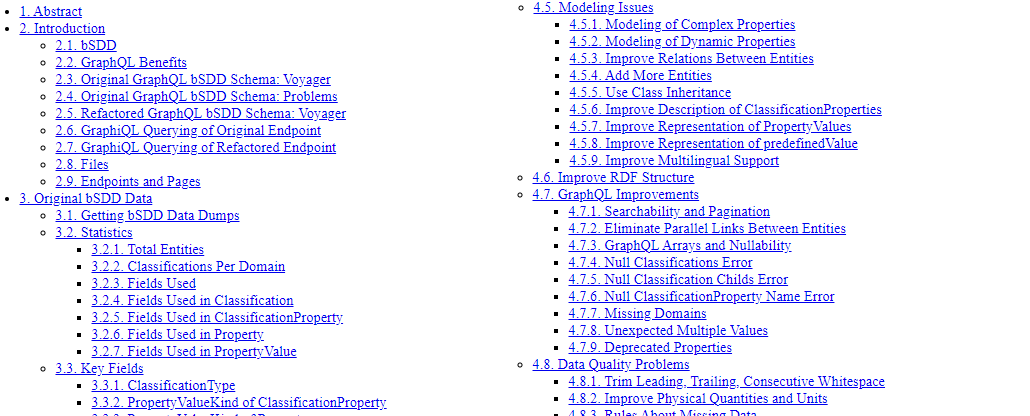 1. Abstract
2. Introduction
2.1. bSDD
2.2. GraphQL Benefits
2.3. Original GraphQL bSDD Schema: Voyager
2.4. Original GraphQL bSDD Schema: Problems
2.5. Refactored GraphQL bSDD Schema: Voyager
2.6. GraphiQL Querying of Original Endpoint
2.7. GraphiQL Querying of Refactored Endpoint
2.8. Files
2.9. Endpoints and Pages
3. Original bSDD Data
3.1. Getting bSDD Data Dumps
3.2. Statistics
3.2.1. Total Entities
3.2.2. Classifications Per Domain
3.2.3. Fields Used
3.2.4. Fields Used in Classification
3.2.5. Fields Used in ClassificationProperty
3.2.6. Fields Used in Property
3.2.7. Fields Used in PropertyValue
3.3. Key Fields
3.3.1. ClassificationType
3.3.2. PropertyValueKind of ClassificationProperty
4.5. Modeling Issues
4.5.1. Modeling of Complex Properties
4.5.2. Modeling of Dynamic Properties
4.5.3. Improve Relations Between Entities
4.5.4. Add More Entities
4.5.5. Use Class Inheritance
4.5.6. Improve Description of ClassificationProperties
4.5.7. Improve Representation of PropertyValues
4.5.8. Improve Representation of predefinedValue
4.5.9. Improve Multilingual Support
4.6. Improve RDF Structure
4.7. GraphQL Improvements
4.7.1. Searchability and Pagination
4.7.2. Eliminate Parallel Links Between Entities
4.7.3. GraphQL Arrays and Nullability
4.7.4. Null Classifications Error
4.7.5. Null Classification Childs Error
4.7.6. Null ClassificationProperty Name Error
4.7.7. Missing Domains
4.7.8. Unexpected Multiple Values
4.7.9. Deprecated Properties
4.8. Data Quality Problems
4.8.1. Trim Leading, Trailing, Consecutive Whitespace
4.8.2. Improve Physical Quantities and Units
4.8.3. Rules About Missing Data